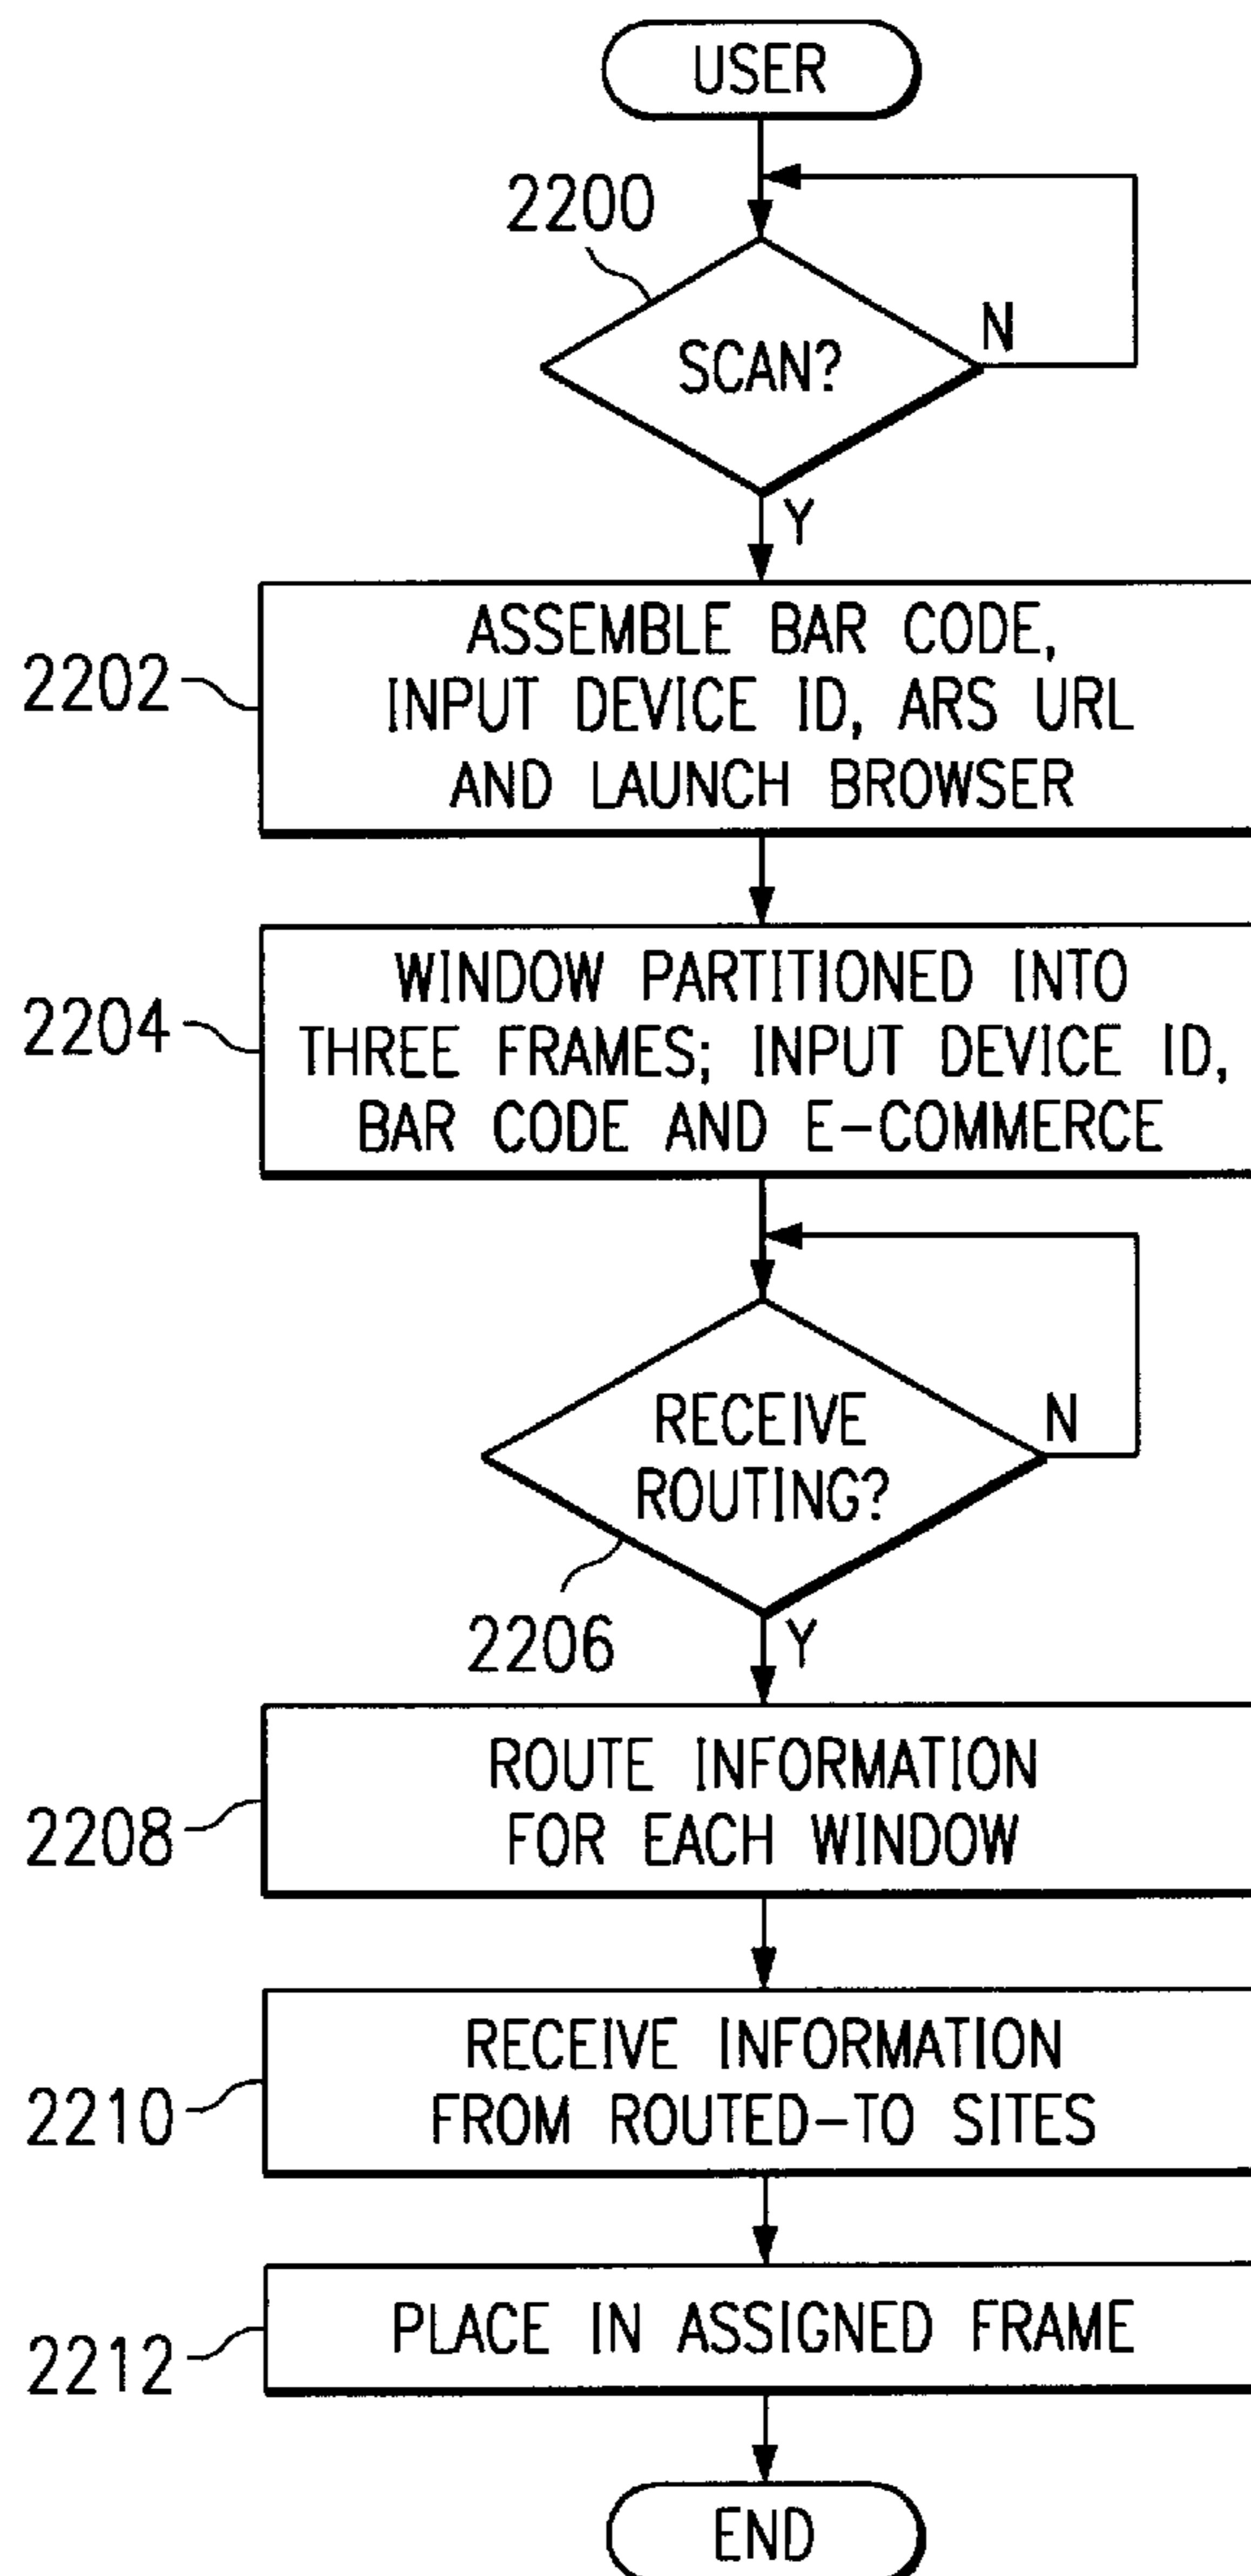 USER
2200
SCAN?
N
Y
2202
ASSEMBLE BAR CODE,
INPUT DEVICE ID, ARS URL
AND LAUNCH BROWSER
2204
WINDOW PARTITIONED INTO
THREE FRAMES; INPUT DEVICE ID,
BAR CODE AND E-COMMERCE
RECEIVE
ROUTING?
N
2206
Y
2208
ROUTE INFORMATION
FOR EACH WINDOW
2210
RECEIVE INFORMATION
FROM ROUTED-TO SITES
2212
PLACE IN ASSIGNED FRAME
END